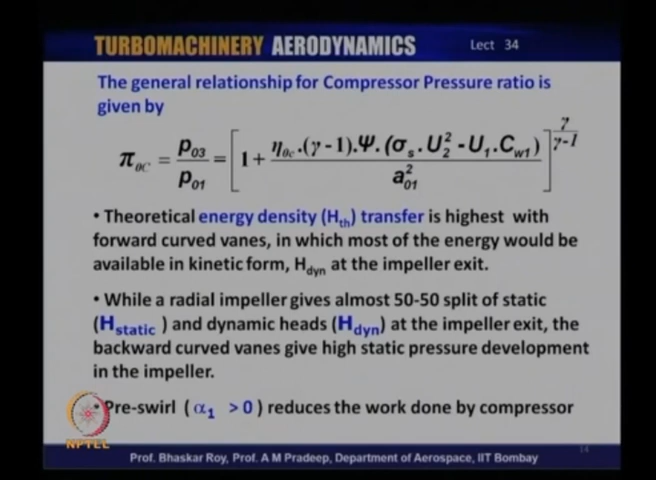 TURBOMACHINERY AERODYNAMICS Lect 34
The general relationship for Compressor Pressure ratio is
given by
π₀C = p₀₃/p₀₁ = [1 + η₀c.(γ-1).Ψ.(σₛ.U₂² - U₁.Cw1) / a₀₁²]^(γ/(γ-1))
• Theoretical energy density (Hth) transfer is highest with
forward curved vanes, in which most of the energy would be
available in kinetic form, Hdyn at the impeller exit.
• While a radial impeller gives almost 50-50 split of static
(Hstatic ) and dynamic heads (Hdyn) at the impeller exit, the
backward curved vanes give high static pressure development
in the impeller.
• Pre-swirl ( α₁ >0 ) reduces the work done by compressor
NPTEL
Prof. Bhaskar Roy, Prof. A M Pradeep, Department of Aerospace, IIT Bombay
14